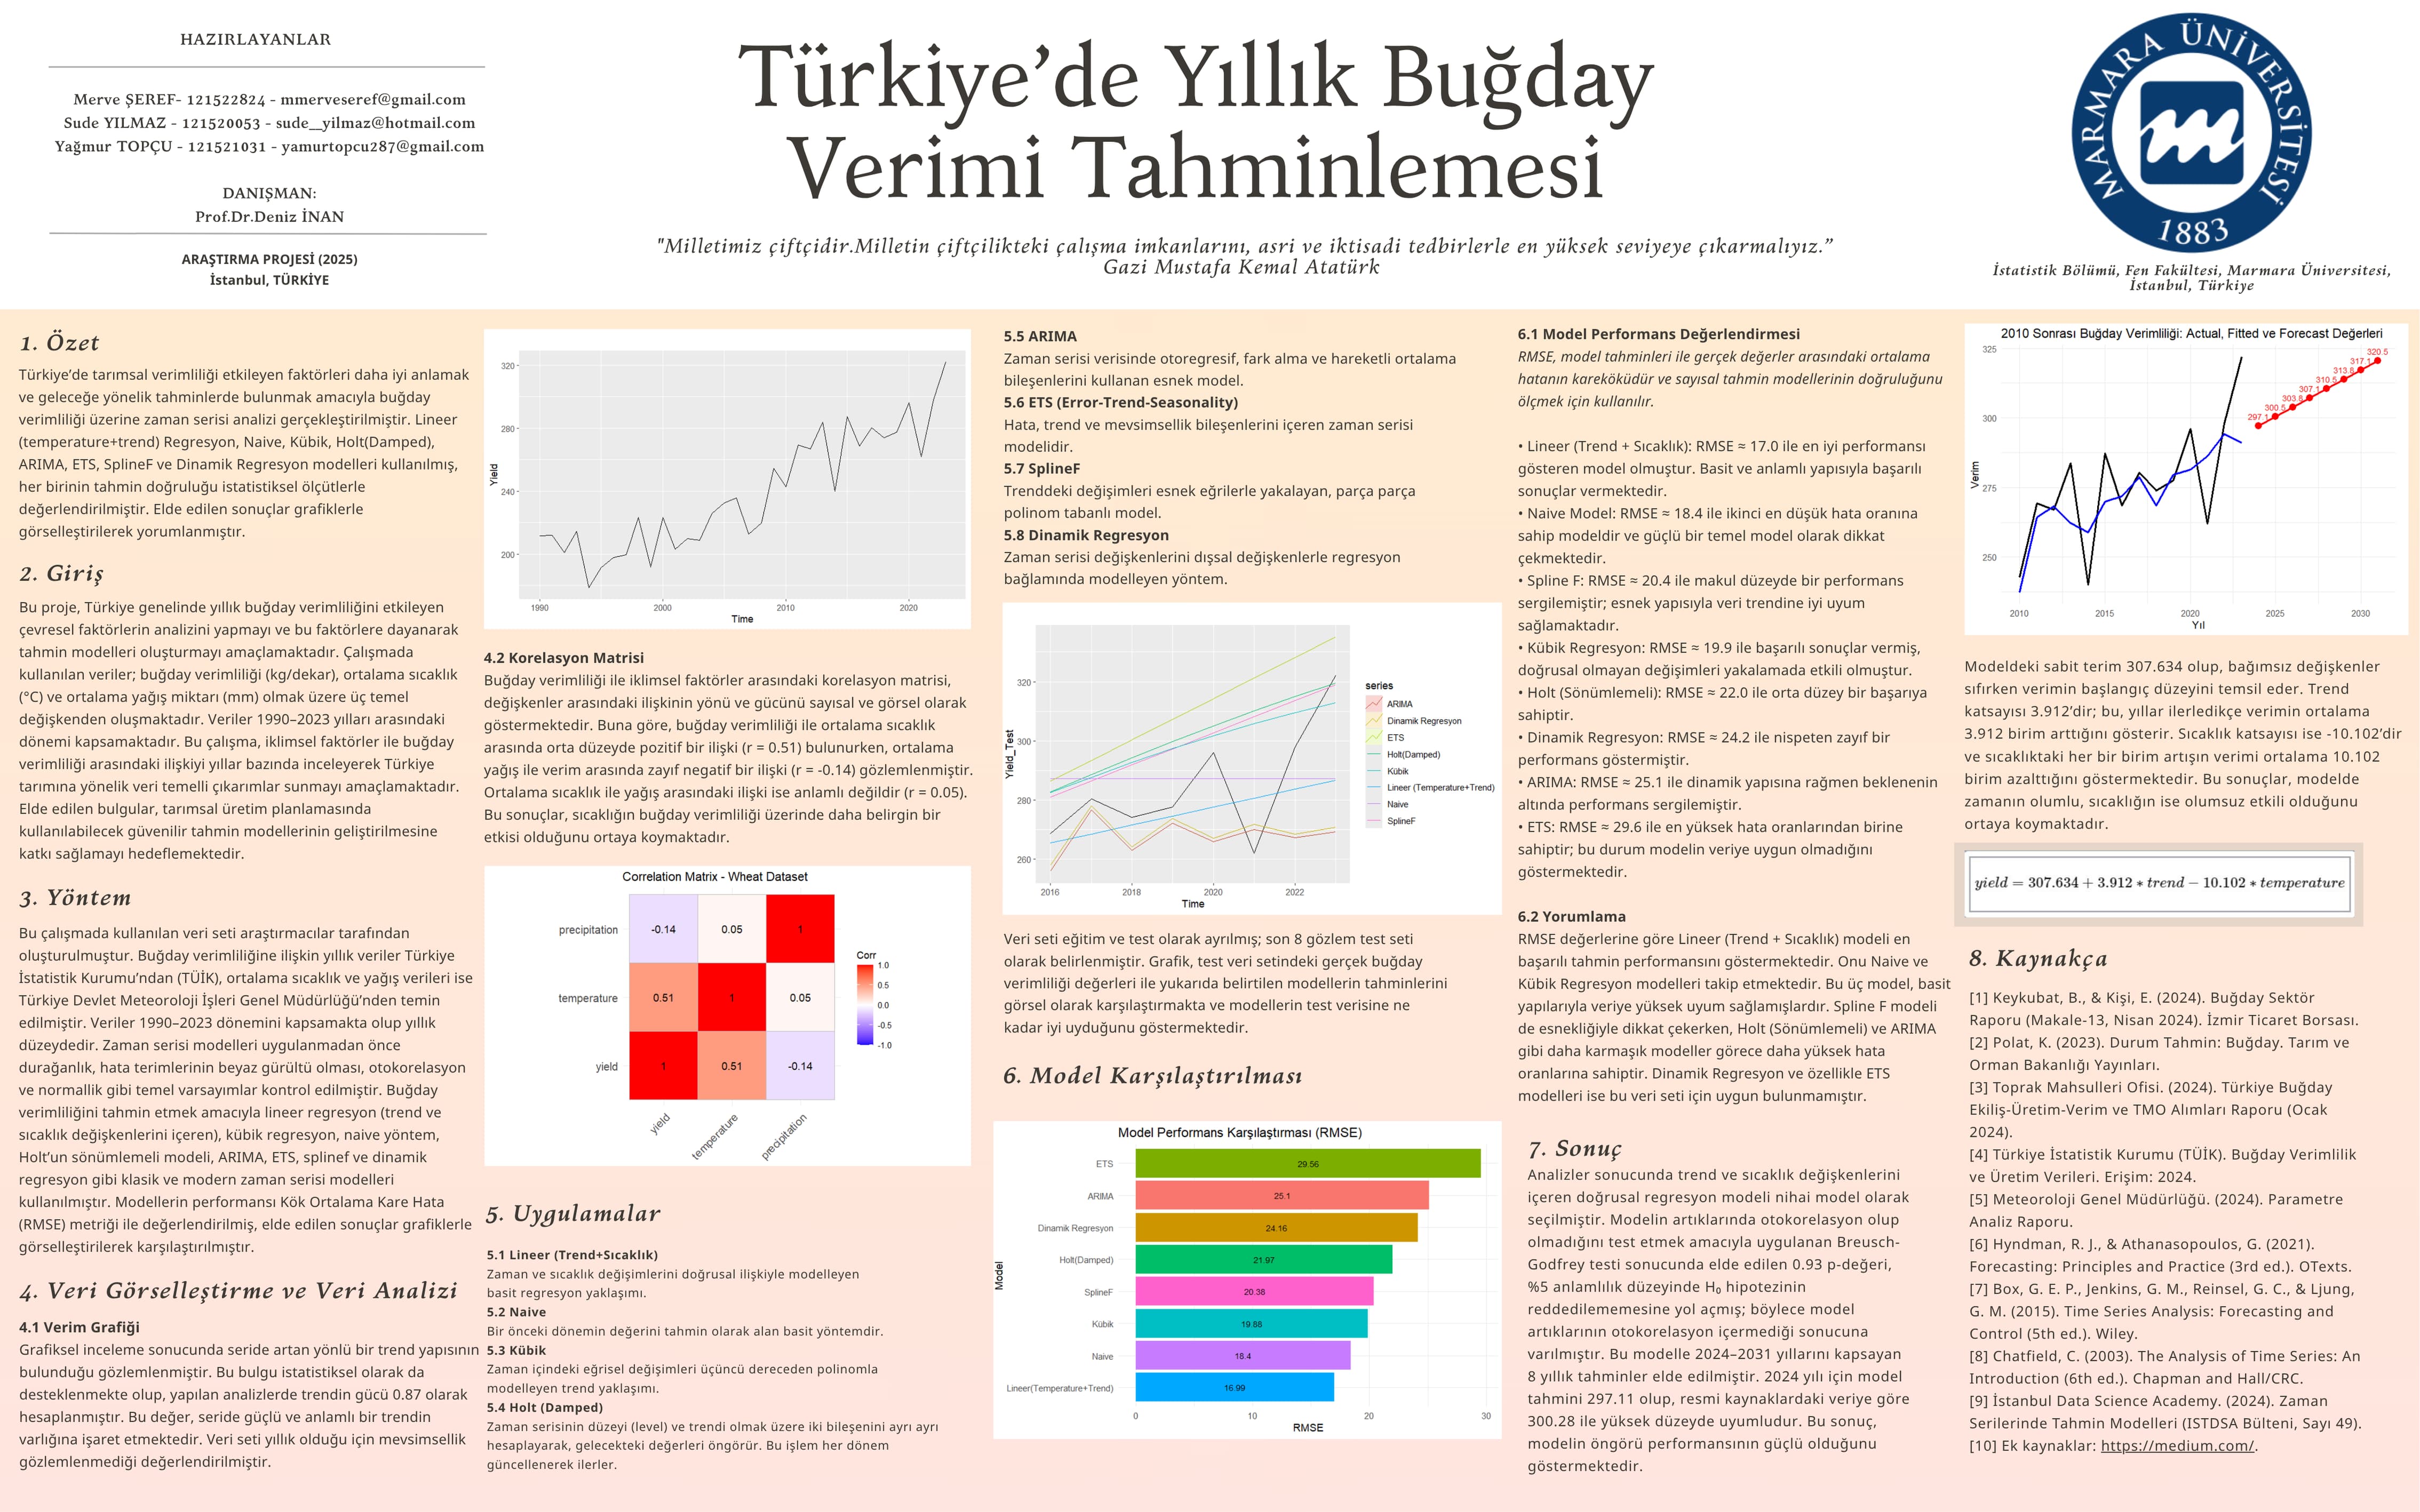 HAZIRLAYANLAR
Merve ŞEREF- 121522824 - mmerveseref@gmail.com
Sude YILMAZ - 121520053 - sude__yilmaz@hotmail.com
Yağmur TOPÇU - 121521031 - yamurtopcu287@gmail.com
DANIŞMAN:
Prof.Dr.Deniz İNAN
ARAŞTIRMA PROJESİ (2025)
İstanbul, TÜRKİYE
Türkiye’de Yıllık Buğday
Verimi Tahminlemesi
"Milletimiz çiftçidir.Milletin çiftçilikteki çalışma imkanlarını, asri ve iktisadi tedbirlerle en yüksek seviyeye çıkarmalıyız.”
Gazi Mustafa Kemal Atatürk
MARMARA ÜNİVERSİTESİ
1883
İstatistik Bölümü, Fen Fakültesi, Marmara Üniversitesi,
İstanbul, Türkiye
1. Özet
Türkiye’de tarımsal verimliliği etkileyen faktörleri daha iyi anlamak
ve geleceğe yönelik tahminlerde bulunmak amacıyla buğday
verimliliği üzerine zaman serisi analizi gerçekleştirilmiştir. Lineer
(temperature+trend) Regresyon, Naive, Kübik, Holt(Damped),
ARIMA, ETS, SplineF ve Dinamik Regresyon modelleri kullanılmış,
her birinin tahmin doğruluğu istatistiksel ölçütlerle
değerlendirilmiştir. Elde edilen sonuçlar grafiklerle
görselleştirilerek yorumlanmıştır.
2. Giriş
Bu proje, Türkiye genelinde yıllık buğday verimliliğini etkileyen
çevresel faktörlerin analizini yapmayı ve bu faktörlere dayanarak
tahmin modelleri oluşturmayı amaçlamaktadır. Çalışmada
kullanılan veriler; buğday verimliliği (kg/dekar), ortalama sıcaklık
(°C) ve ortalama yağış miktarı (mm) olmak üzere üç temel
değişkenden oluşmaktadır. Veriler 1990–2023 yılları arasındaki
dönemi kapsamaktadır. Bu çalışma, iklimsel faktörler ile buğday
verimliliği arasındaki ilişkiyi yıllar bazında inceleyerek Türkiye
tarımına yönelik veri temelli çıkarımlar sunmayı amaçlamaktadır.
Elde edilen bulgular, tarımsal üretim planlamasında
kullanılabilecek güvenilir tahmin modellerinin geliştirilmesine
katkı sağlamayı hedeflemektedir.
3. Yöntem
Bu çalışmada kullanılan veri seti araştırmacılar tarafından
oluşturulmuştur. Buğday verimliliğine ilişkin yıllık veriler Türkiye
İstatistik Kurumu’ndan (TÜİK), ortalama sıcaklık ve yağış verileri ise
Türkiye Devlet Meteoroloji İşleri Genel Müdürlüğü’nden temin
edilmiştir. Veriler 1990–2023 dönemini kapsamakta olup yıllık
düzeydedir. Zaman serisi modelleri uygulanmadan önce
durağanlık, hata terimlerinin beyaz gürültü olması, otokorelasyon
ve normallik gibi temel varsayımlar kontrol edilmiştir. Buğday
verimliliğini tahmin etmek amacıyla lineer regresyon (trend ve
sıcaklık değişkenlerini içeren), kübik regresyon, naive yöntem,
Holt’un sönümlemeli modeli, ARIMA, ETS, splinef ve dinamik
regresyon gibi klasik ve modern zaman serisi modelleri
kullanılmıştır. Modellerin performansı Kök Ortalama Kare Hata
(RMSE) metriği ile değerlendirilmiş, elde edilen sonuçlar grafiklerle
görselleştirilerek karşılaştırılmıştır.
4. Veri Görselleştirme ve Veri Analizi
4.1 Verim Grafiği
Grafiksel inceleme sonucunda seride artan yönlü bir trend yapısının
bulunduğu gözlemlenmiştir. Bu bulgu istatistiksel olarak da
desteklenmekte olup, yapılan analizlerde trendin gücü 0.87 olarak
hesaplanmıştır. Bu değer, seride güçlü ve anlamlı bir trendin
varlığına işaret etmektedir. Veri seti yıllık olduğu için mevsimsellik
gözlemlenmediği değerlendirilmiştir.
320
280
240
200
Yield
1990 2000 2010 2020
Time
4.2 Korelasyon Matrisi
Buğday verimliliği ile iklimsel faktörler arasındaki korelasyon matrisi,
değişkenler arasındaki ilişkinin yönü ve gücünü sayısal ve görsel olarak
göstermektedir. Buna göre, buğday verimliliği ile ortalama sıcaklık
arasında orta düzeyde pozitif bir ilişki (r = 0.51) bulunurken, ortalama
yağış ile verim arasında zayıf negatif bir ilişki (r = -0.14) gözlemlenmiştir.
Ortalama sıcaklık ile yağış arasındaki ilişki ise anlamlı değildir (r = 0.05).
Bu sonuçlar, sıcaklığın buğday verimliliği üzerinde daha belirgin bir
etkisi olduğunu ortaya koymaktadır.
Correlation Matrix - Wheat Dataset
precipitation -0.14 0.05 1
temperature 0.51 1 0.05
yield 1 0.51 -0.14
yield temperature precipitation
Corr
1.0
0.5
0.0
-0.5
-1.0
5. Uygulamalar
5.1 Lineer (Trend+Sıcaklık)
Zaman ve sıcaklık değişimlerini doğrusal ilişkiyle modelleyen
basit regresyon yaklaşımı.
5.2 Naive
Bir önceki dönemin değerini tahmin olarak alan basit yöntemdir.
5.3 Kübik
Zaman içindeki eğrisel değişimleri üçüncü dereceden polinomla
modelleyen trend yaklaşımı.
5.4 Holt (Damped)
Zaman serisinin düzeyi (level) ve trendi olmak üzere iki bileşenini ayrı ayrı
hesaplayarak, gelecekteki değerleri öngörür. Bu işlem her dönem
güncellenerek ilerler.
5.5 ARIMA
Zaman serisi verisinde otoregresif, fark alma ve hareketli ortalama
bileşenlerini kullanan esnek model.
5.6 ETS (Error-Trend-Seasonality)
Hata, trend ve mevsimsellik bileşenlerini içeren zaman serisi
modelidir.
5.7 SplineF
Trenddeki değişimleri esnek eğrilerle yakalayan, parça parça
polinom tabanlı model.
5.8 Dinamik Regresyon
Zaman serisi değişkenlerini dışsal değişkenlerle regresyon
bağlamında modelleyen yöntem.
320
300
280
260
Yield_Test
2016 2018 2020 2022
Time
series
ARIMA
Dinamik Regresyon
ETS
Holt(Damped)
Kübik
Lineer (Temperature+Trend)
Naive
SplineF
Veri seti eğitim ve test olarak ayrılmış; son 8 gözlem test seti
olarak belirlenmiştir. Grafik, test veri setindeki gerçek buğday
verimliliği değerleri ile yukarıda belirtilen modellerin tahminlerini
görsel olarak karşılaştırmakta ve modellerin test verisine ne
kadar iyi uyduğunu göstermektedir.
6. Model Karşılaştırılması
Model Performans Karşılaştırması (RMSE)
ETS 29.56
ARIMA 25.1
Dinamik Regresyon 24.16
Holt(Damped) 21.97
SplineF 20.38
Kübik 19.88
Naive 18.4
Lineer(Temperature+Trend) 16.99
Model
0 10 20 30
RMSE
6.1 Model Performans Değerlendirmesi
RMSE, model tahminleri ile gerçek değerler arasındaki ortalama
hatanın kareköküdür ve sayısal tahmin modellerinin doğruluğunu
ölçmek için kullanılır.
• Lineer (Trend + Sıcaklık): RMSE ≈ 17.0 ile en iyi performansı
gösteren model olmuştur. Basit ve anlamlı yapısıyla başarılı
sonuçlar vermektedir.
• Naive Model: RMSE ≈ 18.4 ile ikinci en düşük hata oranına
sahip modeldir ve güçlü bir temel model olarak dikkat
çekmektedir.
• Spline F: RMSE ≈ 20.4 ile makul düzeyde bir performans
sergilemiştir; esnek yapısıyla veri trendine iyi uyum
sağlamaktadır.
• Kübik Regresyon: RMSE ≈ 19.9 ile başarılı sonuçlar vermiş,
doğrusal olmayan değişimleri yakalamada etkili olmuştur.
• Holt (Sönümlemeli): RMSE ≈ 22.0 ile orta düzey bir başarıya
sahiptir.
• Dinamik Regresyon: RMSE ≈ 24.2 ile nispeten zayıf bir
performans göstermiştir.
• ARIMA: RMSE ≈ 25.1 ile dinamik yapısına rağmen beklenenin
altında performans sergilemiştir.
• ETS: RMSE ≈ 29.6 ile en yüksek hata oranlarından birine
sahiptir; bu durum modelin veriye uygun olmadığını
göstermektedir.
6.2 Yorumlama
RMSE değerlerine göre Lineer (Trend + Sıcaklık) modeli en
başarılı tahmin performansını göstermektedir. Onu Naive ve
Kübik Regresyon modelleri takip etmektedir. Bu üç model, basit
yapılarıyla veriye yüksek uyum sağlamışlardır. Spline F modeli
de esnekliğiyle dikkat çekerken, Holt (Sönümlemeli) ve ARIMA
gibi daha karmaşık modeller görece daha yüksek hata
oranlarına sahiptir. Dinamik Regresyon ve özellikle ETS
modelleri ise bu veri seti için uygun bulunmamıştır.
7. Sonuç
Analizler sonucunda trend ve sıcaklık değişkenlerini
içeren doğrusal regresyon modeli nihai model olarak
seçilmiştir. Modelin artıklarında otokorelasyon olup
olmadığını test etmek amacıyla uygulanan Breusch-
Godfrey testi sonucunda elde edilen 0.93 p-değeri,
%5 anlamlılık düzeyinde H₀ hipotezinin
reddedilememesine yol açmış; böylece model
artıklarının otokorelasyon içermediği sonucuna
varılmıştır. Bu modelle 2024–2031 yıllarını kapsayan
8 yıllık tahminler elde edilmiştir. 2024 yılı için model
tahmini 297.11 olup, resmi kaynaklardaki veriye göre
300.28 ile yüksek düzeyde uyumludur. Bu sonuç,
modelin öngörü performansının güçlü olduğunu
göstermektedir.
2010 Sonrası Buğday Verimliliği: Actual, Fitted ve Forecast Değerleri
325
300
275
250
Verim
297.1 300.5 303.8 307.1 310.5 313.8 317.1 320.5
2010 2015 2020 2025 2030
Yıl
Modeldeki sabit terim 307.634 olup, bağımsız değişkenler
sıfırken verimin başlangıç düzeyini temsil eder. Trend
katsayısı 3.912’dir; bu, yıllar ilerledikçe verimin ortalama
3.912 birim arttığını gösterir. Sıcaklık katsayısı ise -10.102’dir
ve sıcaklıktaki her bir birim artışın verimi ortalama 10.102
birim azalttığını göstermektedir. Bu sonuçlar, modelde
zamanın olumlu, sıcaklığın ise olumsuz etkili olduğunu
ortaya koymaktadır.
yield = 307.634 + 3.912 * trend − 10.102 * temperature
8. Kaynakça
[1] Keykubat, B., & Kişi, E. (2024). Buğday Sektör
Raporu (Makale-13, Nisan 2024). İzmir Ticaret Borsası.
[2] Polat, K. (2023). Durum Tahmin: Buğday. Tarım ve
Orman Bakanlığı Yayınları.
[3] Toprak Mahsulleri Ofisi. (2024). Türkiye Buğday
Ekiliş-Üretim-Verim ve TMO Alımları Raporu (Ocak
2024).
[4] Türkiye İstatistik Kurumu (TÜİK). Buğday Verimlilik
ve Üretim Verileri. Erişim: 2024.
[5] Meteoroloji Genel Müdürlüğü. (2024). Parametre
Analiz Raporu.
[6] Hyndman, R. J., & Athanasopoulos, G. (2021).
Forecasting: Principles and Practice (3rd ed.). OTexts.
[7] Box, G. E. P., Jenkins, G. M., Reinsel, G. C., & Ljung,
G. M. (2015). Time Series Analysis: Forecasting and
Control (5th ed.). Wiley.
[8] Chatfield, C. (2003). The Analysis of Time Series: An
Introduction (6th ed.). Chapman and Hall/CRC.
[9] İstanbul Data Science Academy. (2024). Zaman
Serilerinde Tahmin Modelleri (ISTDSA Bülteni, Sayı 49).
[10] Ek kaynaklar: https://medium.com/.